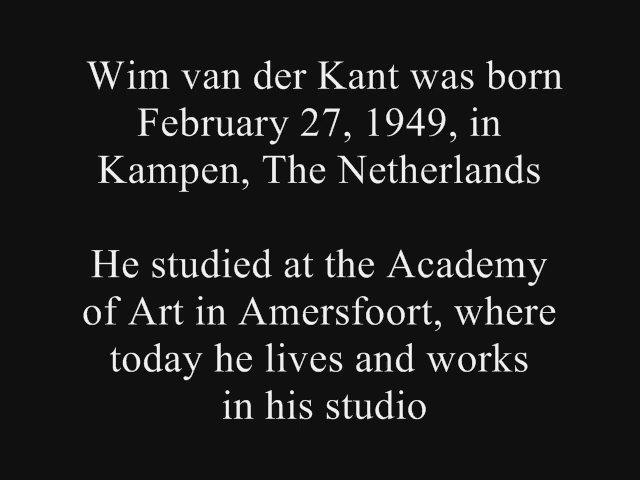 Wim van der Kant was born
February 27, 1949, in
Kampen, The Netherlands
He studied at the Academy
of Art in Amersfoort, where
today he lives and works
in his studio